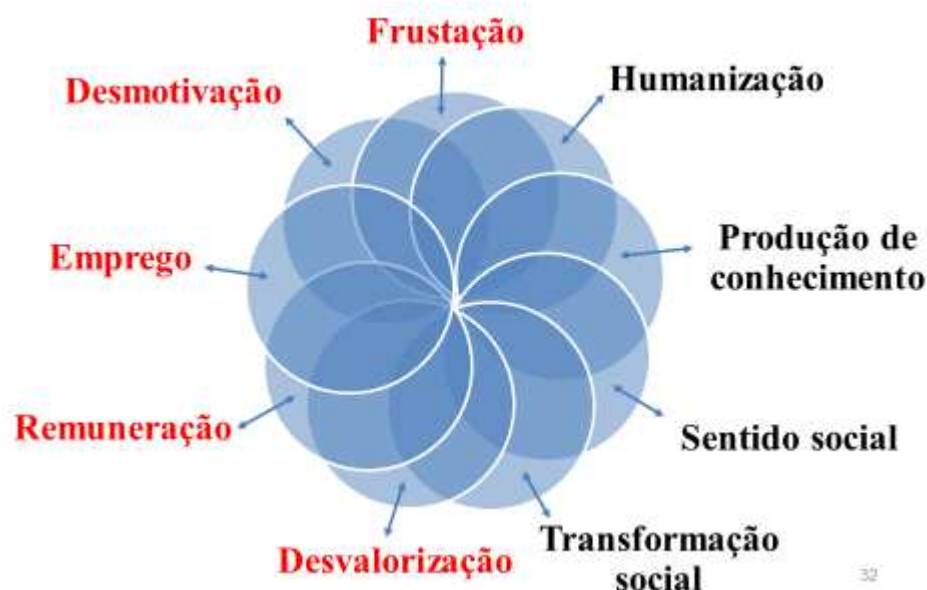 Frustação
Humanização
Desmotivação
Produção de
conhecimento
Emprego
Remuneração
Sentido social
Transformação
social
Desvalorização
32